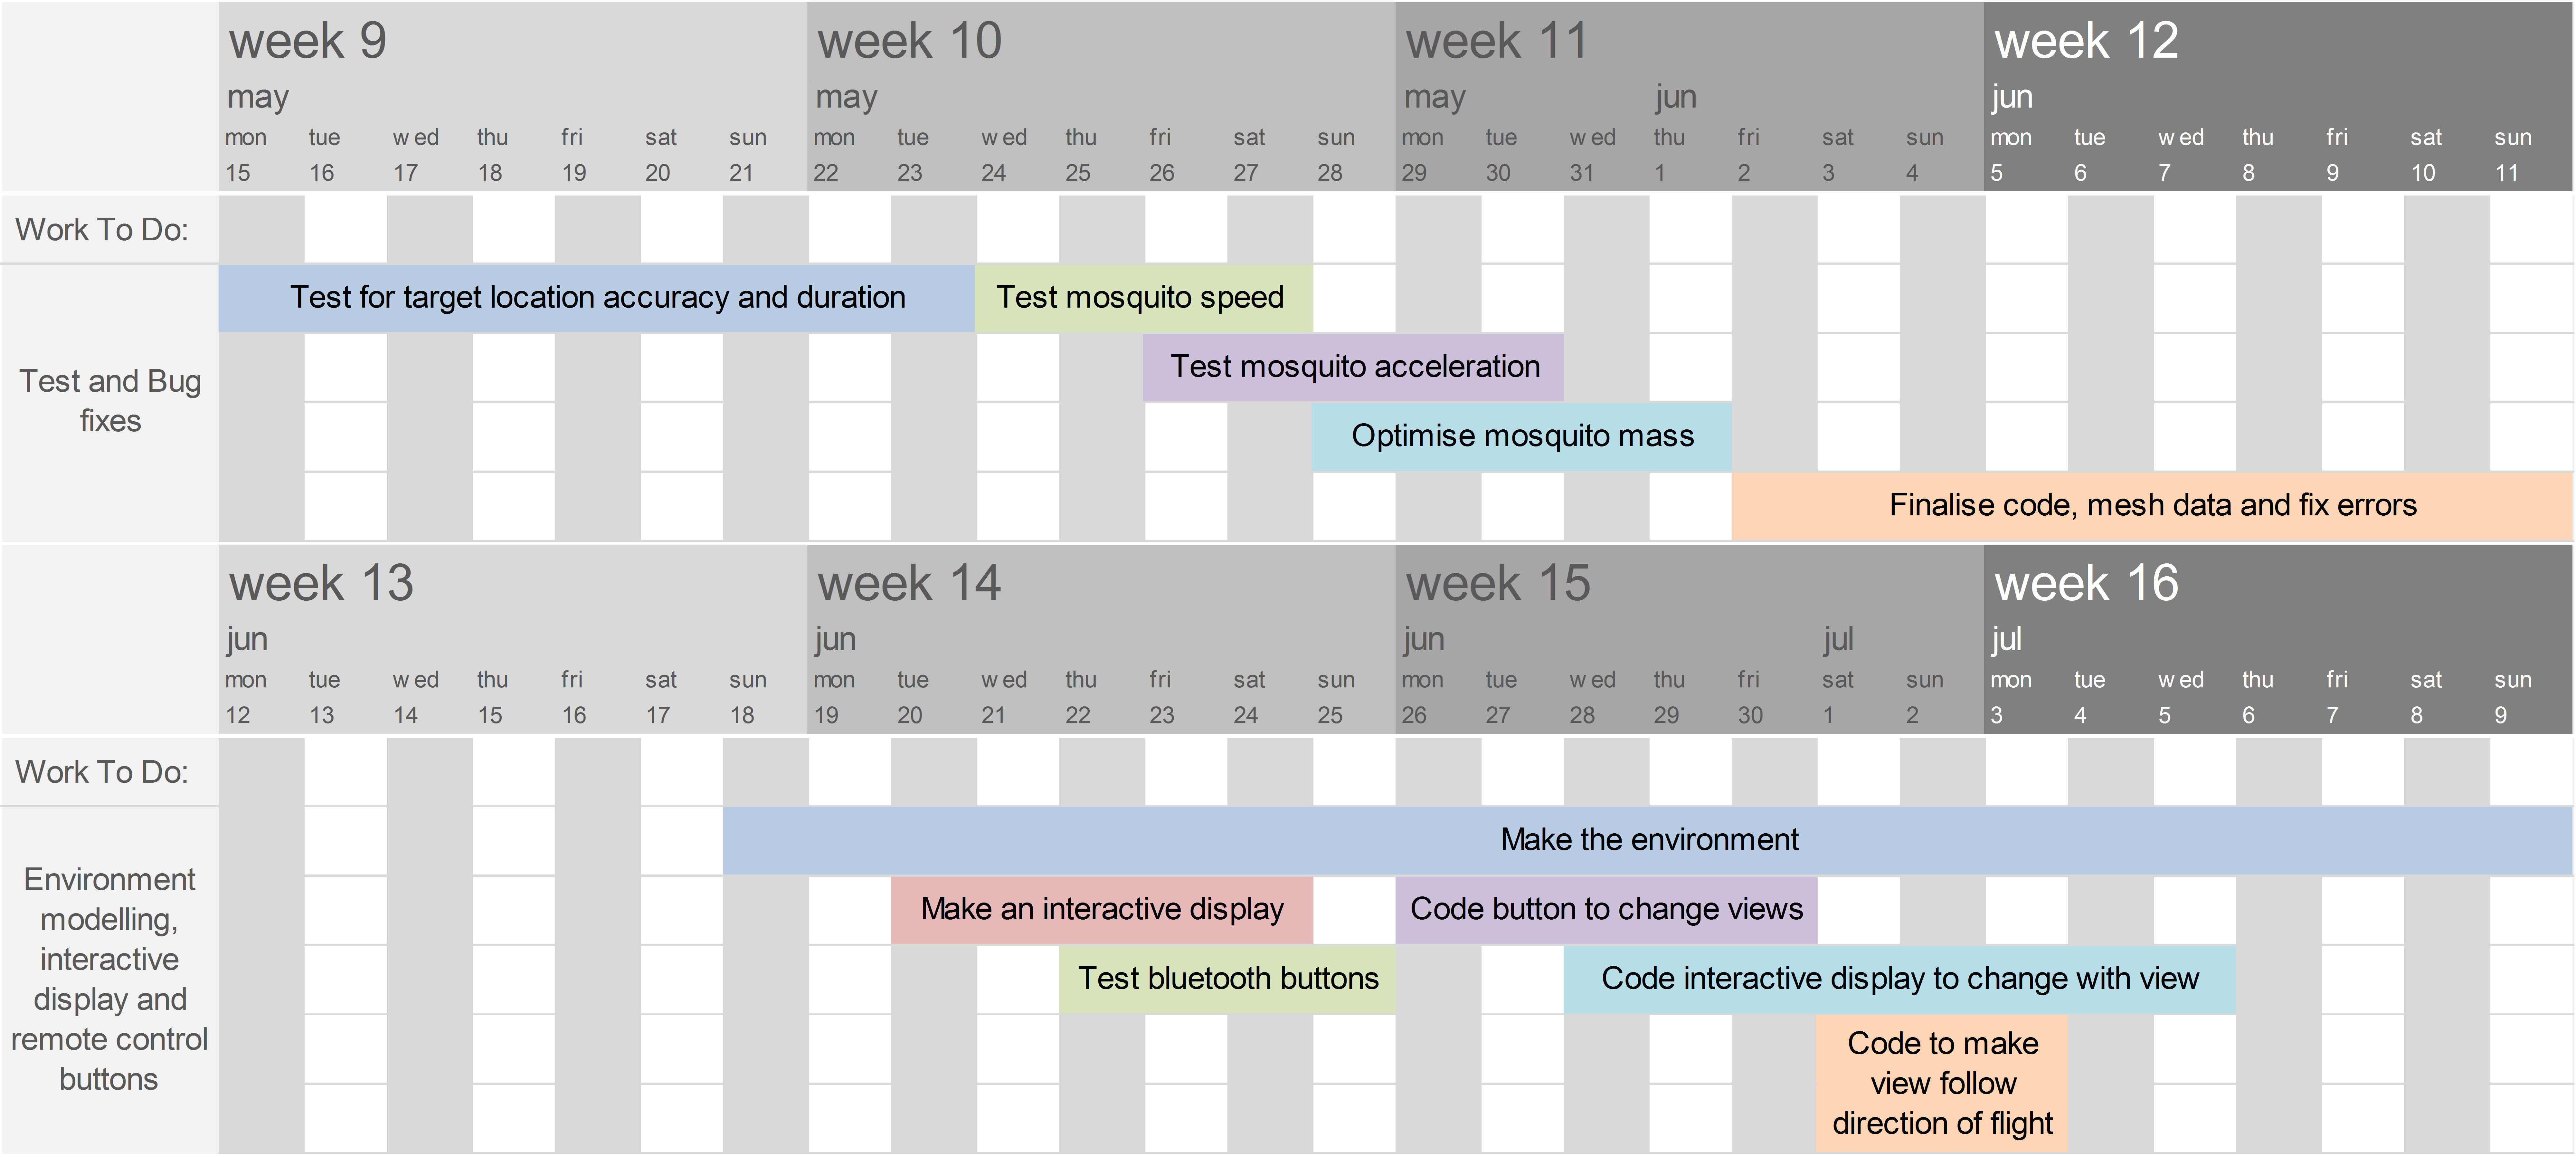 week 9 week 10 week 11 week 12
may may may jun jun
mon tue wed thu fri sat sun mon tue wed thu fri sat sun mon tue wed thu fri sat sun mon tue wed thu fri sat sun
15 16 17 18 19 20 21 22 23 24 25 26 27 28 29 30 31 1 2 3 4 5 6 7 8 9 10 11
Work To Do:
Test for target location accuracy and duration Test mosquito speed
Test mosquito acceleration
Test and Bug
fixes
Optimise mosquito mass
Finalise code, mesh data and fix errors
week 13 week 14 week 15 week 16
jun jun jun jul jul
mon tue wed thu fri sat sun mon tue wed thu fri sat sun mon tue wed thu fri sat sun mon tue wed thu fri sat sun
12 13 14 15 16 17 18 19 20 21 22 23 24 25 26 27 28 29 30 1 2 3 4 5 6 7 8 9
Work To Do:
Make the environment
Environment
modelling,
interactive
display and
remote control
buttons
Make an interactive display Code button to change views
Test bluetooth buttons Code interactive display to change with view
Code to make
view follow
direction of flight